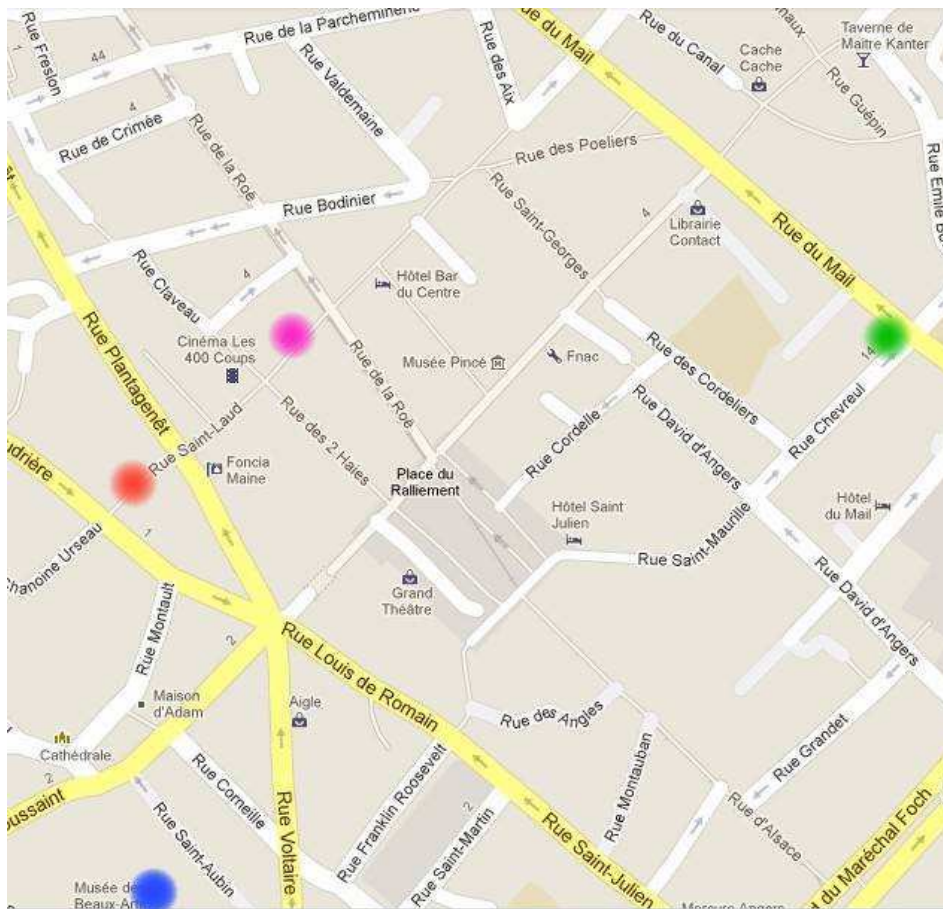 Rue Freslon
44
Rue de la Parcheminerie
Rue des Aix
Rue du Mail
Rue du Canal
Cache
Cache
Taverne de
Maitre Kanter
Rue Guépin
Rue Valdemaine
4
Rue de Crimée
Rue de la Roë
Rue des Poeliers
Rue Bodinier
Rue Saint-Georges
4
Librairie
Contact
Rue du Mail
Rue Claveau
4
Hôtel Bar
du Centre
Cinéma Les
400 Coups
Rue Plantagenêt
Musée Pincé
Fnac
Rue des Cordeliers
14
Rue Chevreul
Rue de la Roë
Rue des 2 Haies
Rue Saint-Laud
Rue Cordelle
Rue David d'Angers
Foncia
Maine
Place du
Ralliement
Hôtel Saint
Julien
Hôtel
du Mail
1
Chanoine Urseau
Rue Saint-Maurille
Rue David d'Angers
Grand
Théâtre
Rue Montault
2
Rue Louis de Romain
Maison
d'Adam
Aigle
Rue des Angles
Cathédrale
2
Rue Grandet
Rue Corneille
Rue Franklin Roosevelt
Rue Montauban
2
Rue d'Alsace
Rue Saint-Aubin
Rue Voltaire
Rue Saint-Martin
Rue Saint-Julien
du Maréchal Foch
Musée
Beaux-Ar
Mercure Angers